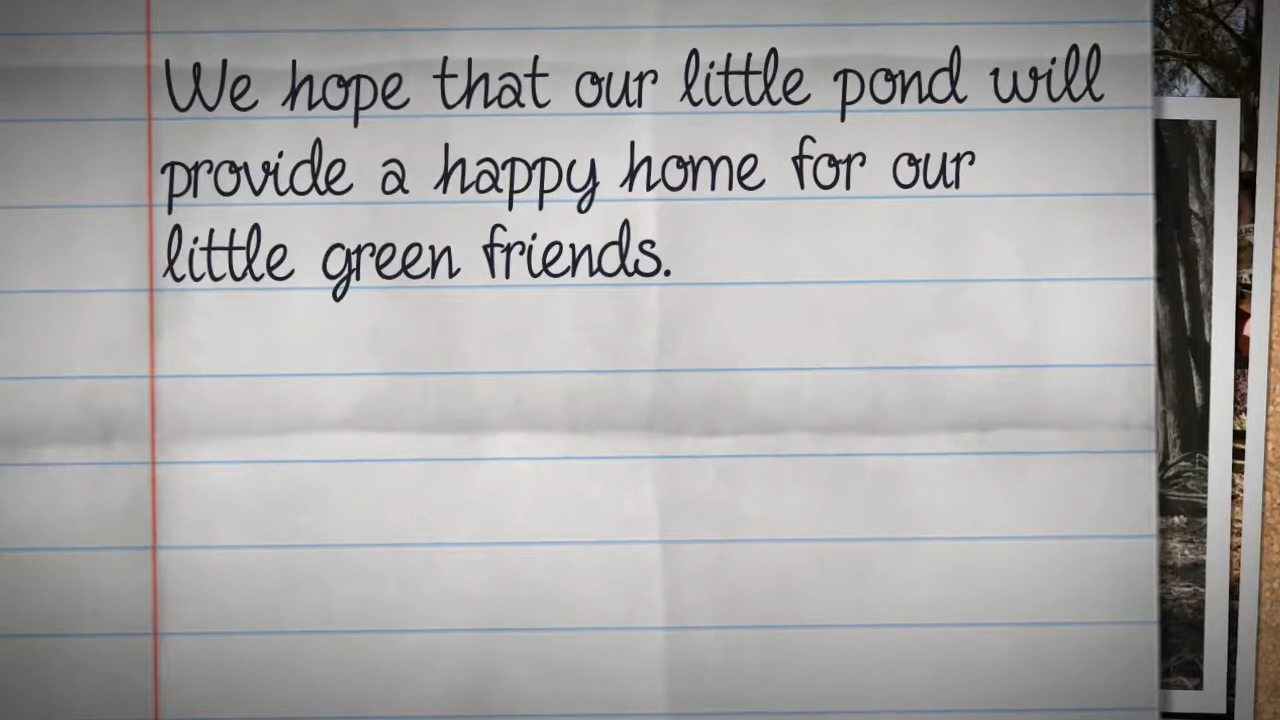 We hope that our little pond will
provide a happy home for our
little green friends.